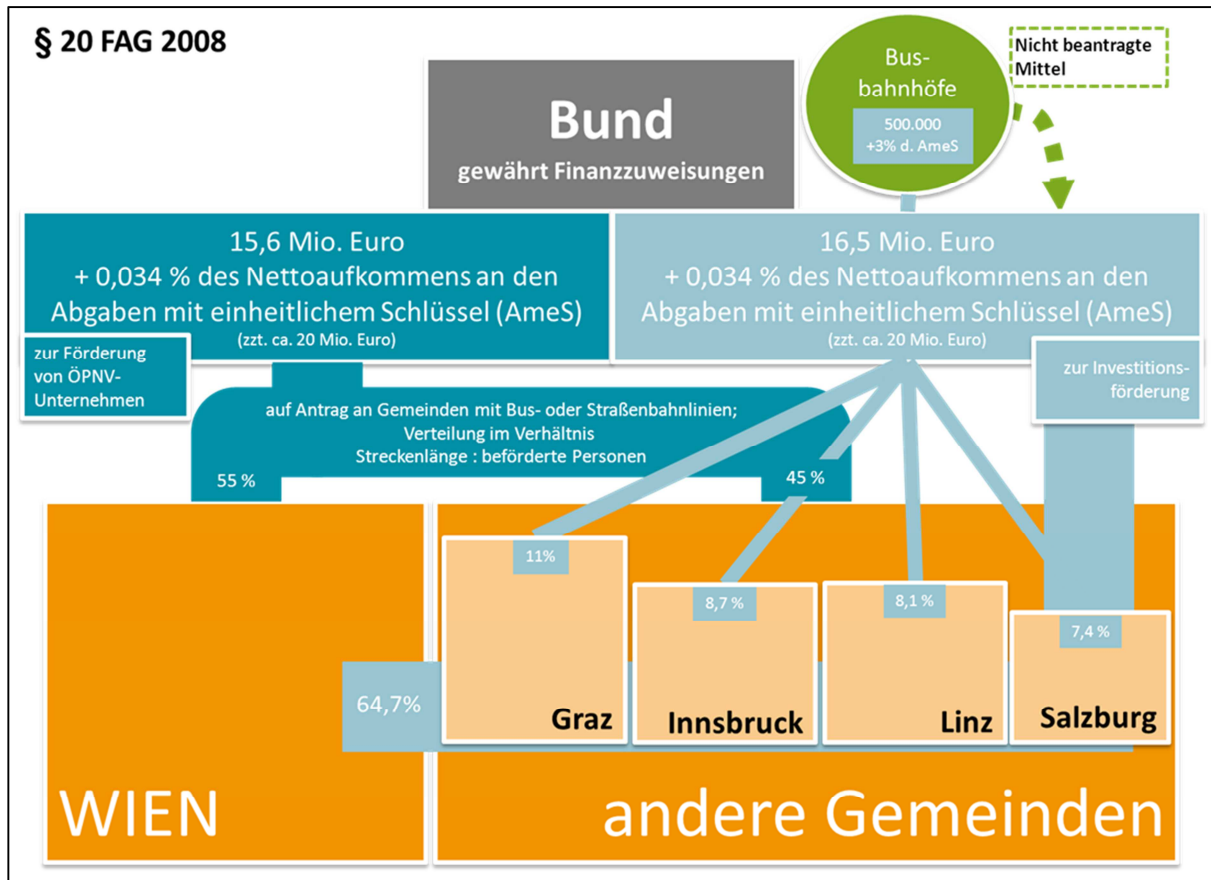 § 20 FAG 2008
Bund
gewährt Finanzzuweisungen
Bus-
bahnhöfe
500.000
+3% d. AmeS
Nicht beantragte
Mittel
15,6 Mio. Euro
+ 0,034 % des Nettoaufkommens an den
Abgaben mit einheitlichem Schlüssel (AmeS)
(zzt. ca. 20 Mio. Euro)
16,5 Mio. Euro
+ 0,034 % des Nettoaufkommens an den
Abgaben mit einheitlichem Schlüssel (AmeS)
(zzt. ca. 20 Mio. Euro)
zur Förderung
von ÖPNV-
Unternehmen
zur Investitions-
förderung
auf Antrag an Gemeinden mit Bus- oder Straßenbahnlinien;
Verteilung im Verhältnis
Streckenlänge : beförderte Personen
55 %
45 %
11%
8,7 %
8,1 %
7,4 %
64,7%
Graz
Innsbruck
Linz
Salzburg
WIEN
andere Gemeinden